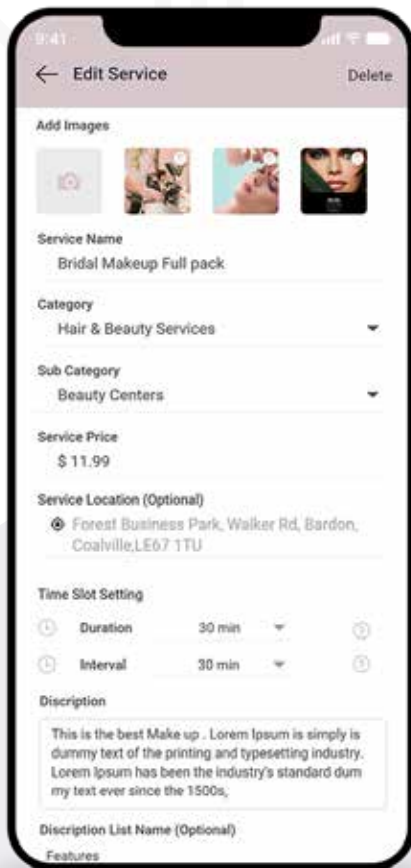 9:41
Edit Service
Delete
Add Images
Service Name
Bridal Makeup Full pack
Category
Hair & Beauty Services
Sub Category
Beauty Centers
Service Price
$ 11.99
Service Location (Optional)
Forest Business Park, Walker Rd, Bardon,
Coalville,LE67 1TU
Time Slot Setting
Duration 30 min
?
Interval 30 min
?
Discription
This is the best Make up . Lorem Ipsum is simply is
dummy text of the printing and typesetting industry.
Lorem Ipsum has been the industry's standard dum
my text ever since the 1500s,
Discription List Name (Optional)
Features